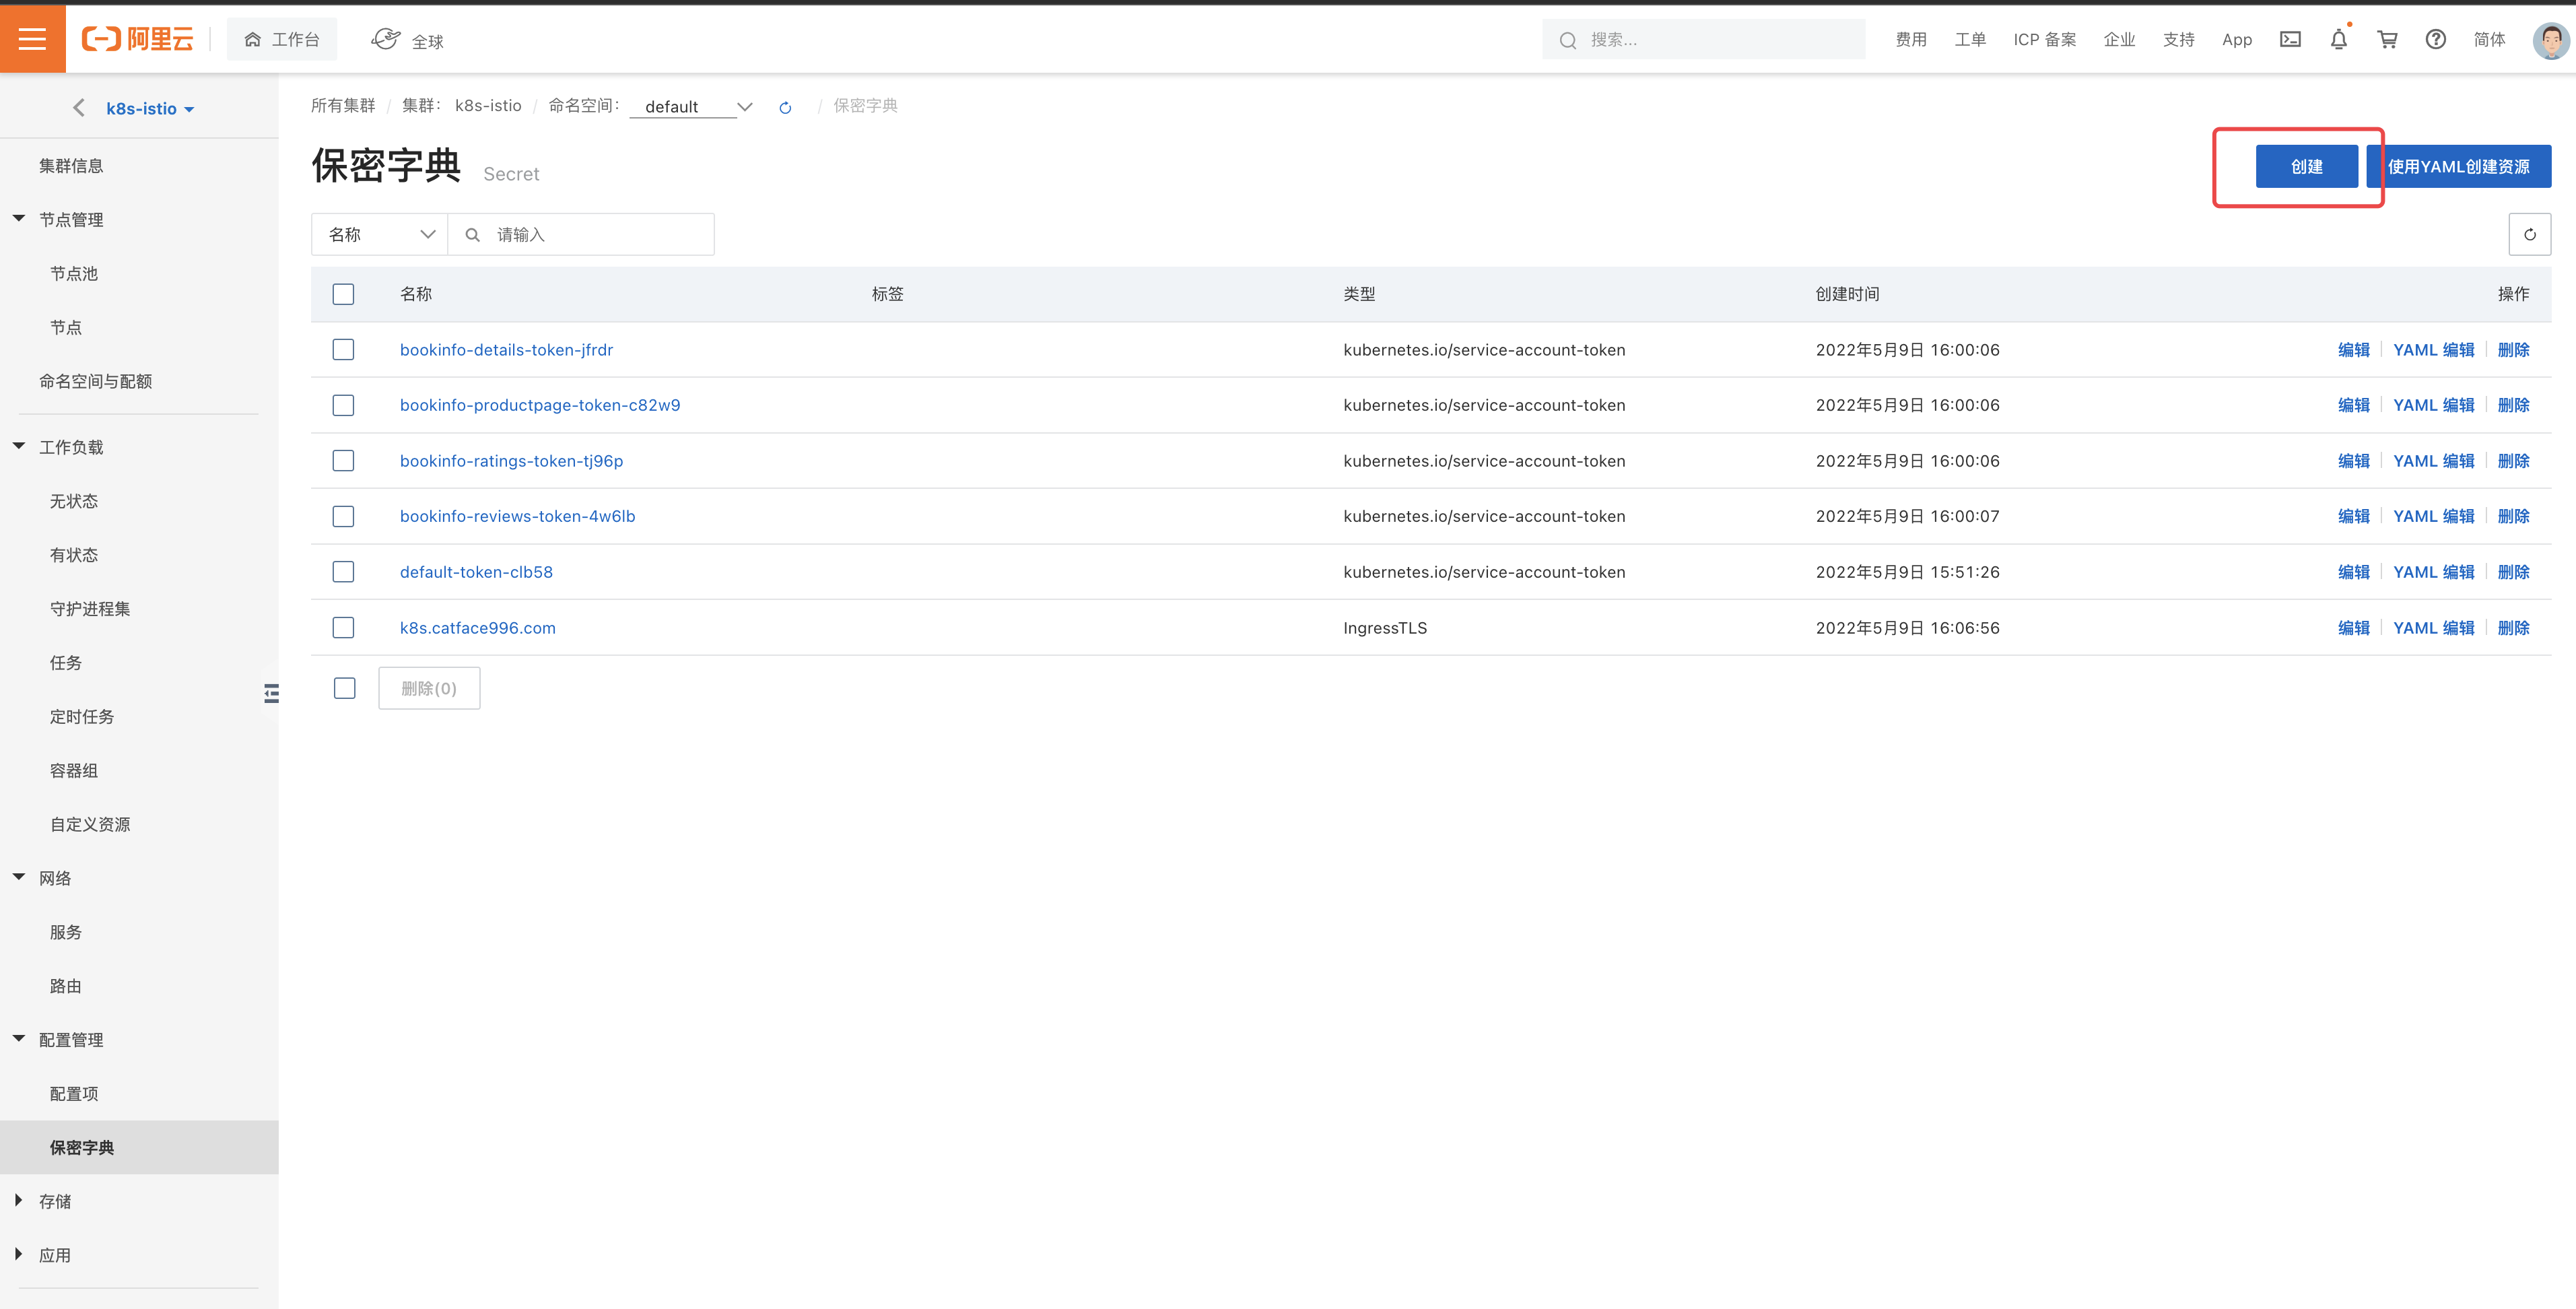 阿里云 工作台 全球 搜索... 费用 工单 ICP 备案 企业 支持 App 简体
k8s-istio
集群信息
节点管理
节点池
节点
命名空间与配额
工作负载
无状态
有状态
守护进程集
任务
定时任务
容器组
自定义资源
网络
服务
路由
配置管理
配置项
保密字典
存储
应用
所有集群 / 集群： k8s-istio / 命名空间： default / 保密字典
保密字典 Secret
创建 使用YAML创建资源
名称 请输入
名称 标签 类型 创建时间 操作
bookinfo-details-token-jfrdr kubernetes.io/service-account-token 2022年5月9日 16:00:06 编辑 YAML 编辑 删除
bookinfo-productpage-token-c82w9 kubernetes.io/service-account-token 2022年5月9日 16:00:06 编辑 YAML 编辑 删除
bookinfo-ratings-token-tj96p kubernetes.io/service-account-token 2022年5月9日 16:00:06 编辑 YAML 编辑 删除
bookinfo-reviews-token-4w6lb kubernetes.io/service-account-token 2022年5月9日 16:00:07 编辑 YAML 编辑 删除
default-token-clb58 kubernetes.io/service-account-token 2022年5月9日 15:51:26 编辑 YAML 编辑 删除
k8s.catface996.com IngressTLS 2022年5月9日 16:06:56 编辑 YAML 编辑 删除
删除(0)